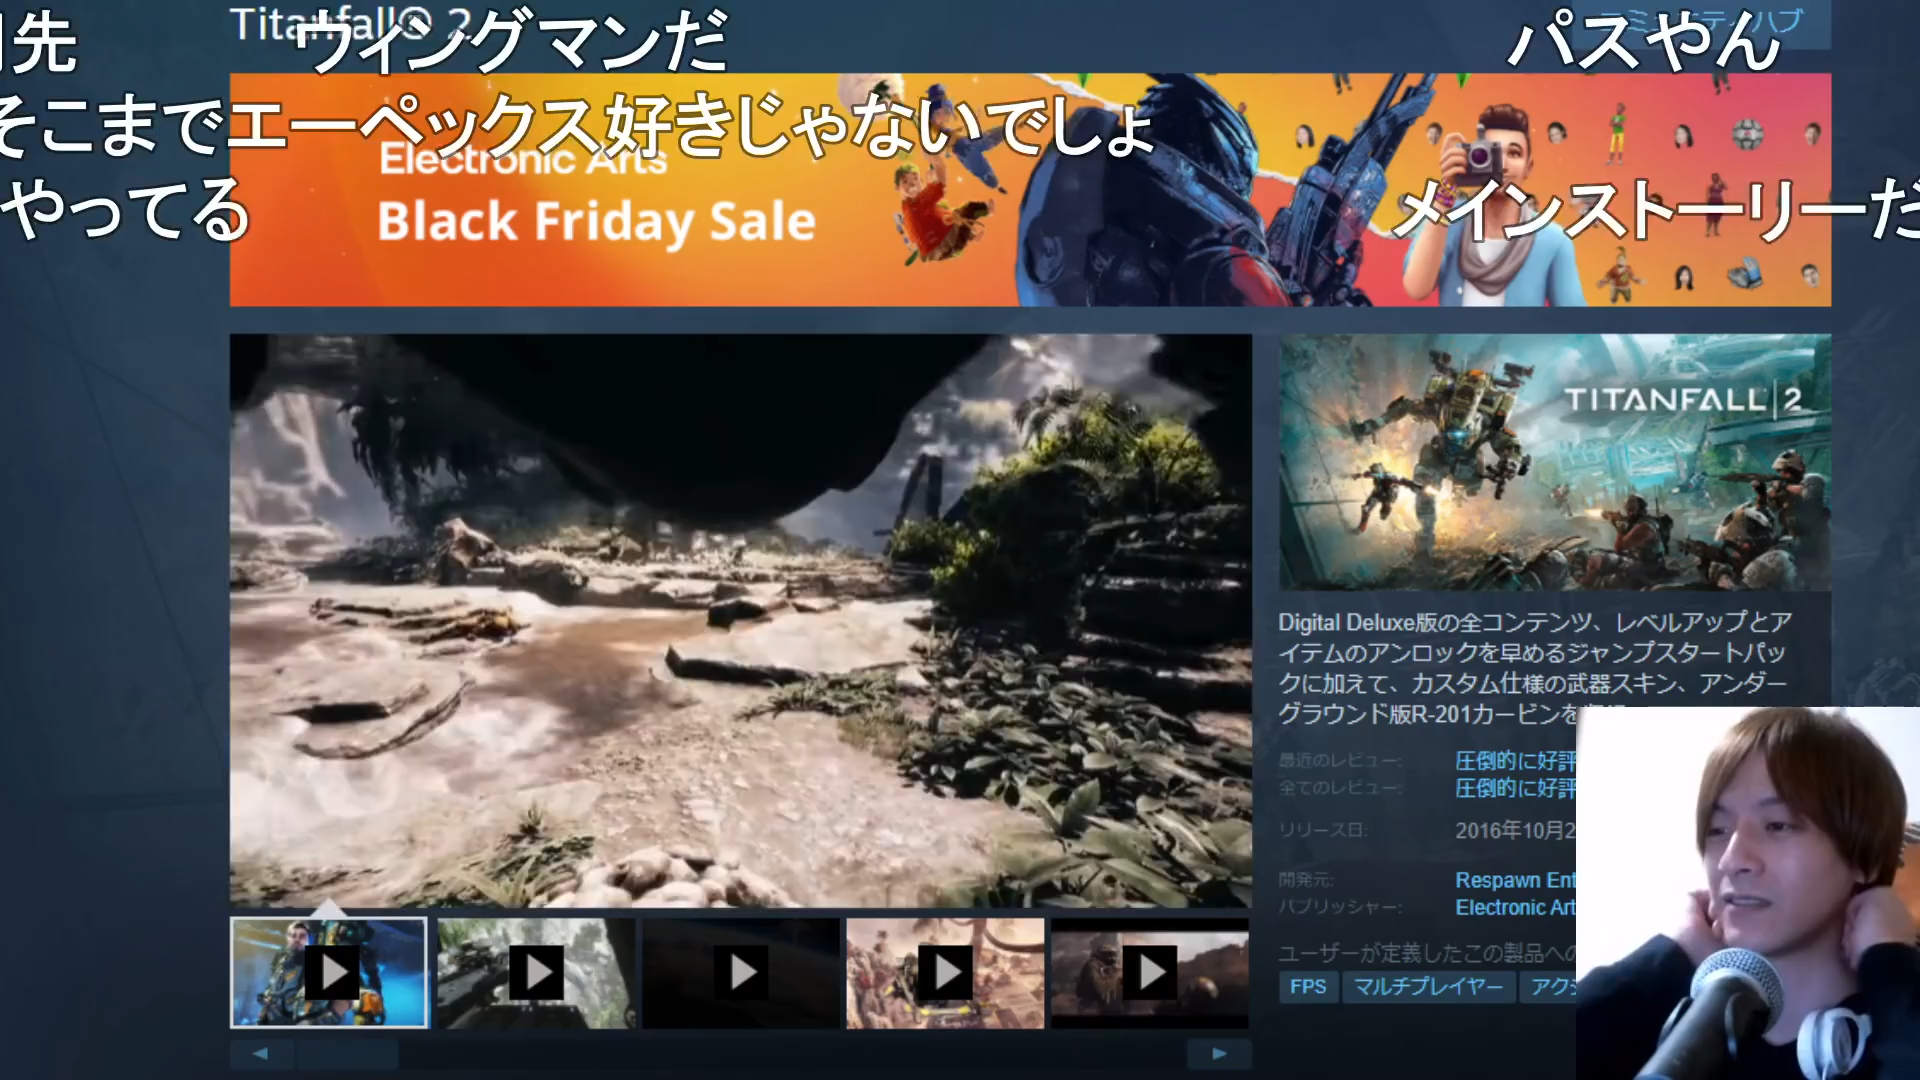 Titanfall® 2
先
ウィングマンだ
パスやん
そこまでエーペックス好きじゃないでしょ
Electronic Arts
やってる
Black Friday Sale
メインストーリーだ
TITANFALL 2
Digital Deluxe版の全コンテンツ、レベルアップとア
イテムのアンロックを早めるジャンプスタートパッ
クに加えて、カスタム仕様の武器スキン、アンダー
グラウンド版R-201カービンを
最近のレビュー: 圧倒的に好評
全てのレビュー: 圧倒的に好評
リリース日: 2016年10月2
開発元: Respawn Ent
パブリッシャー: Electronic Art
ユーザーが定義したこの製品への
FPS マルチプレイヤー アクシ